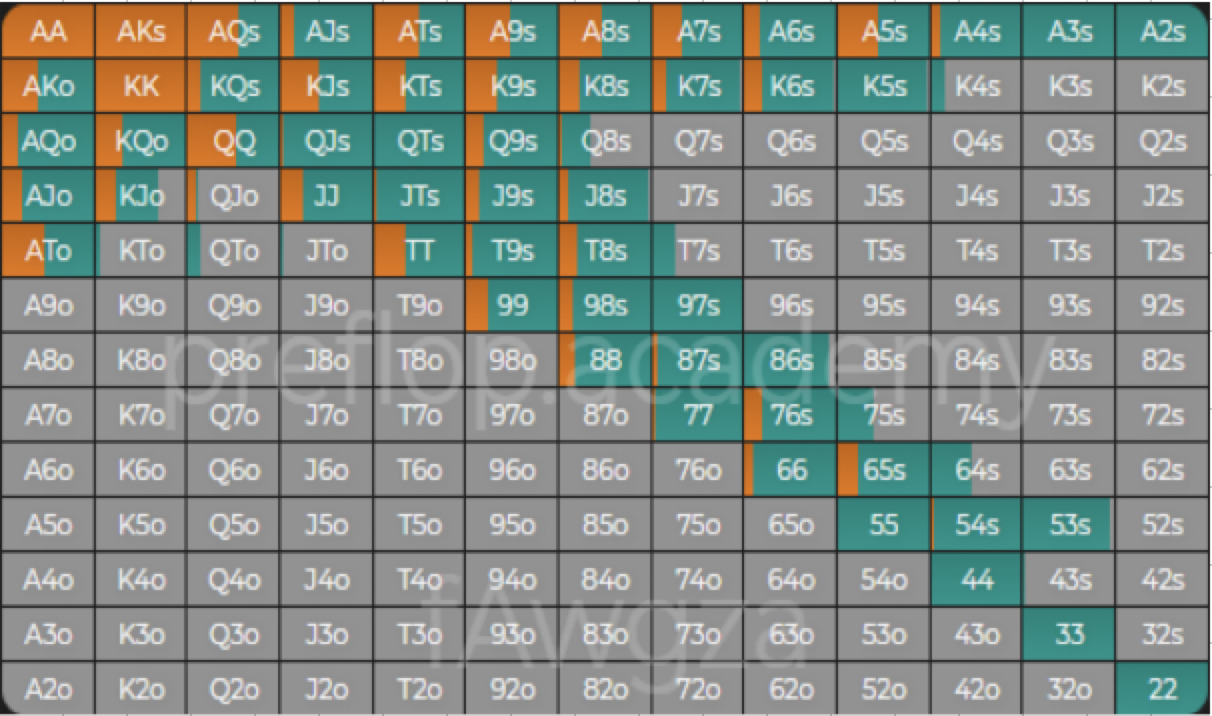 AA AKs AQs AJs ATs A9s A8s A7s A6s A5s A4s A3s A2s
AKo KK KQs KJs KTs K9s K8s K7s K6s K5s K4s K3s K2s
AQo KQo QQ QJs QTs Q9s Q8s Q7s Q6s Q5s Q4s Q3s Q2s
AJo KJo QJo JJ JTs J9s J8s J7s J6s J5s J4s J3s J2s
ATo KTo QTo JTo TT T9s T8s T7s T6s T5s T4s T3s T2s
A9o K9o Q9o J9o T9o 99 98s 97s 96s 95s 94s 93s 92s
preflop.academy
A8o K8o Q8o J8o T8o 98o 88 87s 86s 85s 84s 83s 82s
A7o K7o Q7o J7o T7o 97o 87o 77 76s 75s 74s 73s 72s
A6o K6o Q6o J6o T6o 96o 86o 76o 66 65s 64s 63s 62s
A5o K5o Q5o J5o T5o 95o 85o 75o 65o 55 54s 53s 52s
A4o K4o Q4o J4o T4o 94o 84o 74o 64o 54o 44 43s 42s
fAwgza
A3o K3o Q3o J3o T3o 93o 83o 73o 63o 53o 43o 33 32s
A2o K2o Q2o J2o T2o 92o 82o 72o 62o 52o 42o 32o 22